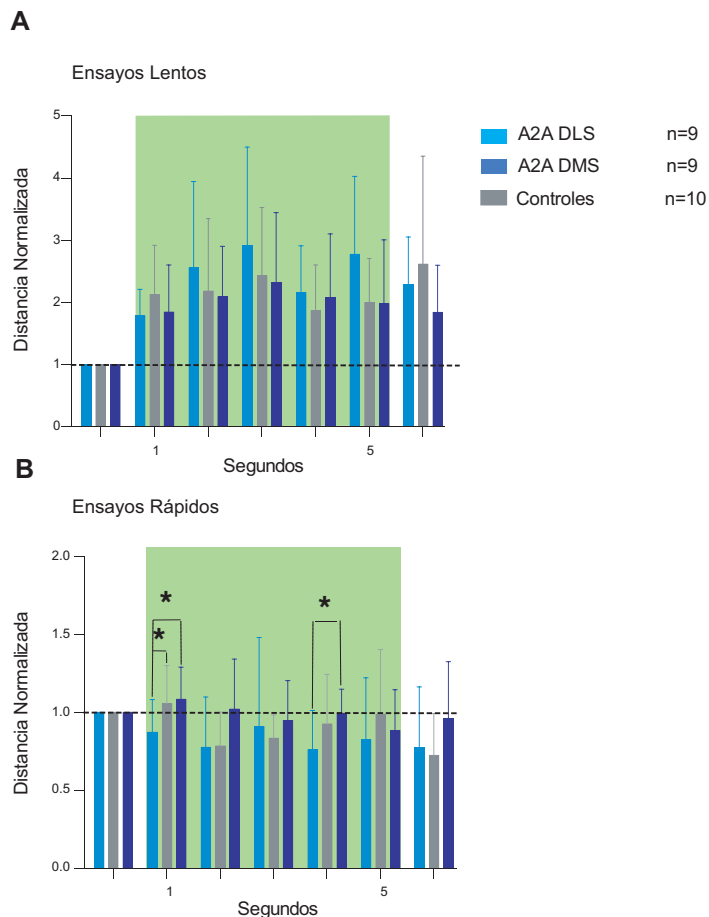 A
Ensayos Lentos
5
4
3
2
1
0
Distancia Normalizada
1 5
Segundos
A2A DLS n=9
A2A DMS n=9
Controles n=10
B
Ensayos Rápidos
2.0
1.5
1.0
0.5
0.0
Distancia Normalizada
* * *
1 5
Segundos